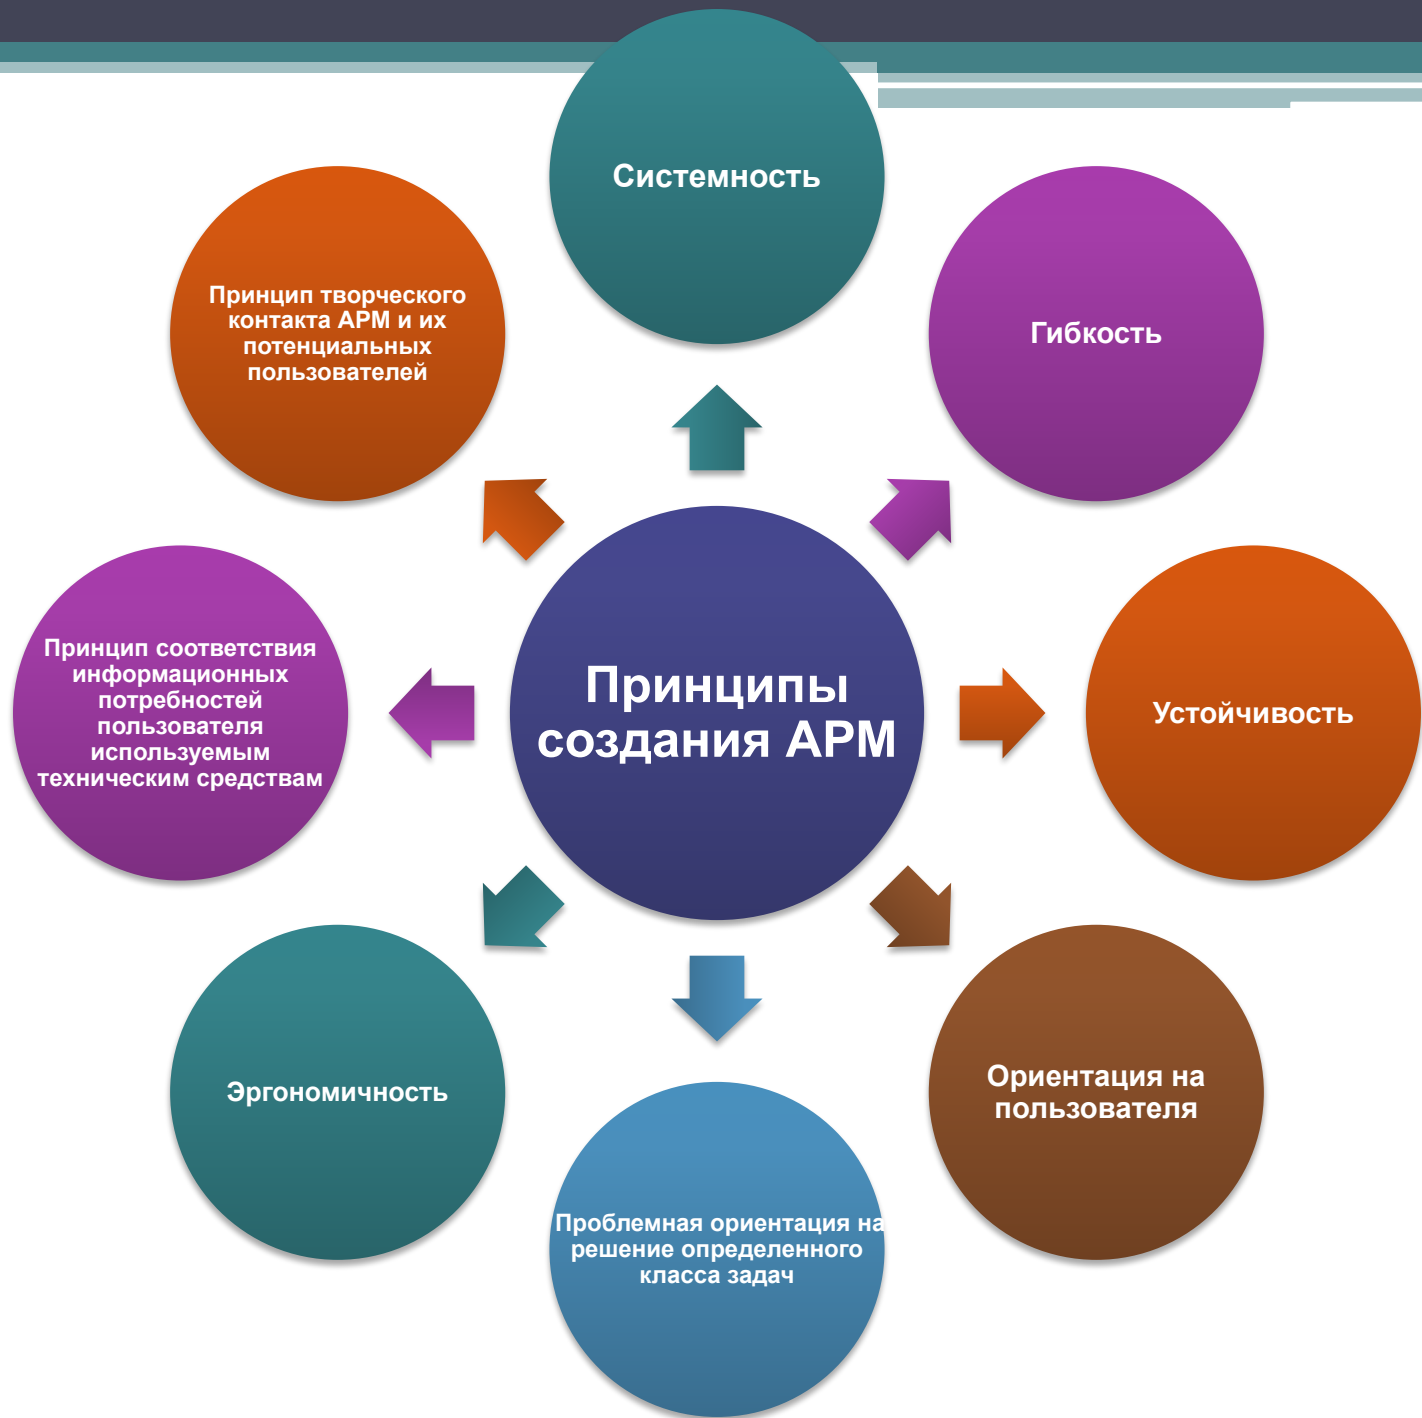 Системность
Гибкость
Устойчивость
Ориентация на
пользователя
Проблемная ориентация на
решение определенного
класса задач
Эргономичность
Принцип соответствия
информационных
потребностей
пользователя
используемым
техническим средствам
Принцип творческого
контакта АРМ и их
потенциальных
пользователей
Принципы
создания АРМ